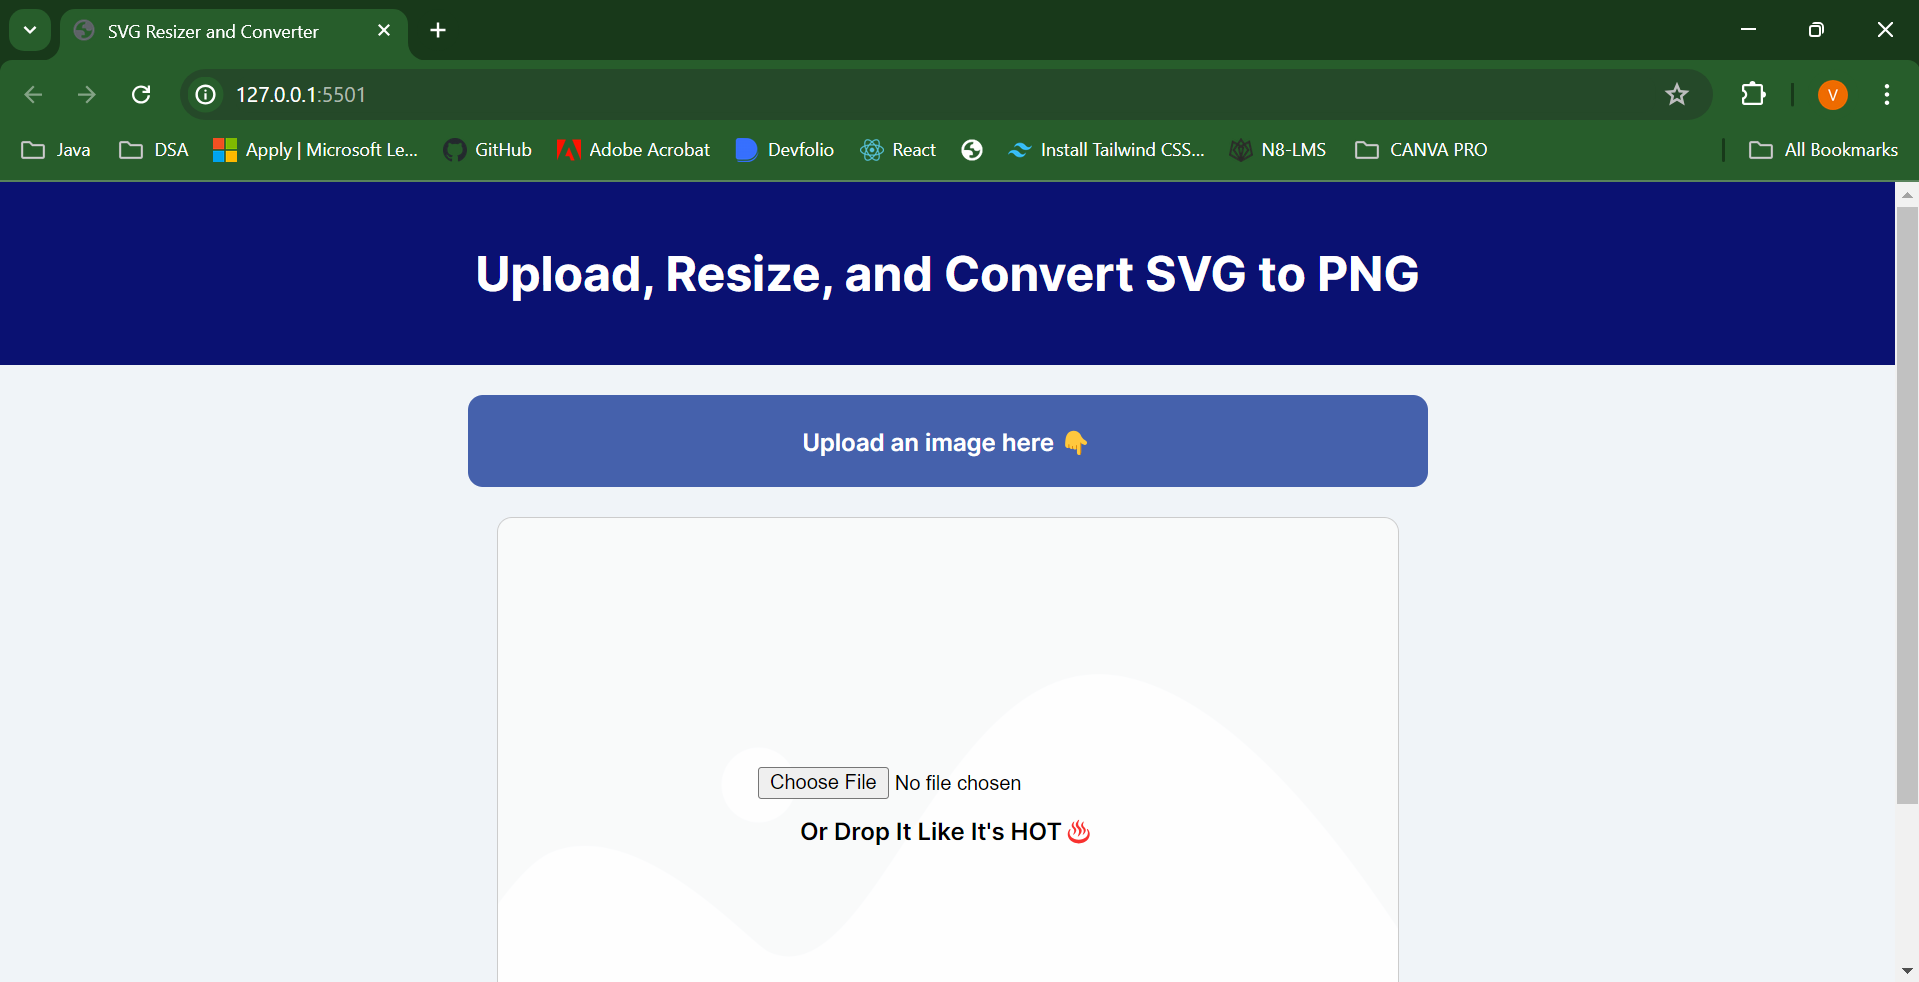 SVG Resizer and Converter
127.0.0.1:5501
V
Java DSA Apply | Microsoft Le... GitHub Adobe Acrobat Devfolio React Install Tailwind CSS... N8-LMS CANVA PRO All Bookmarks
Upload, Resize, and Convert SVG to PNG
Upload an image here 👇
Choose File No file chosen
Or Drop It Like It's HOT ♨️